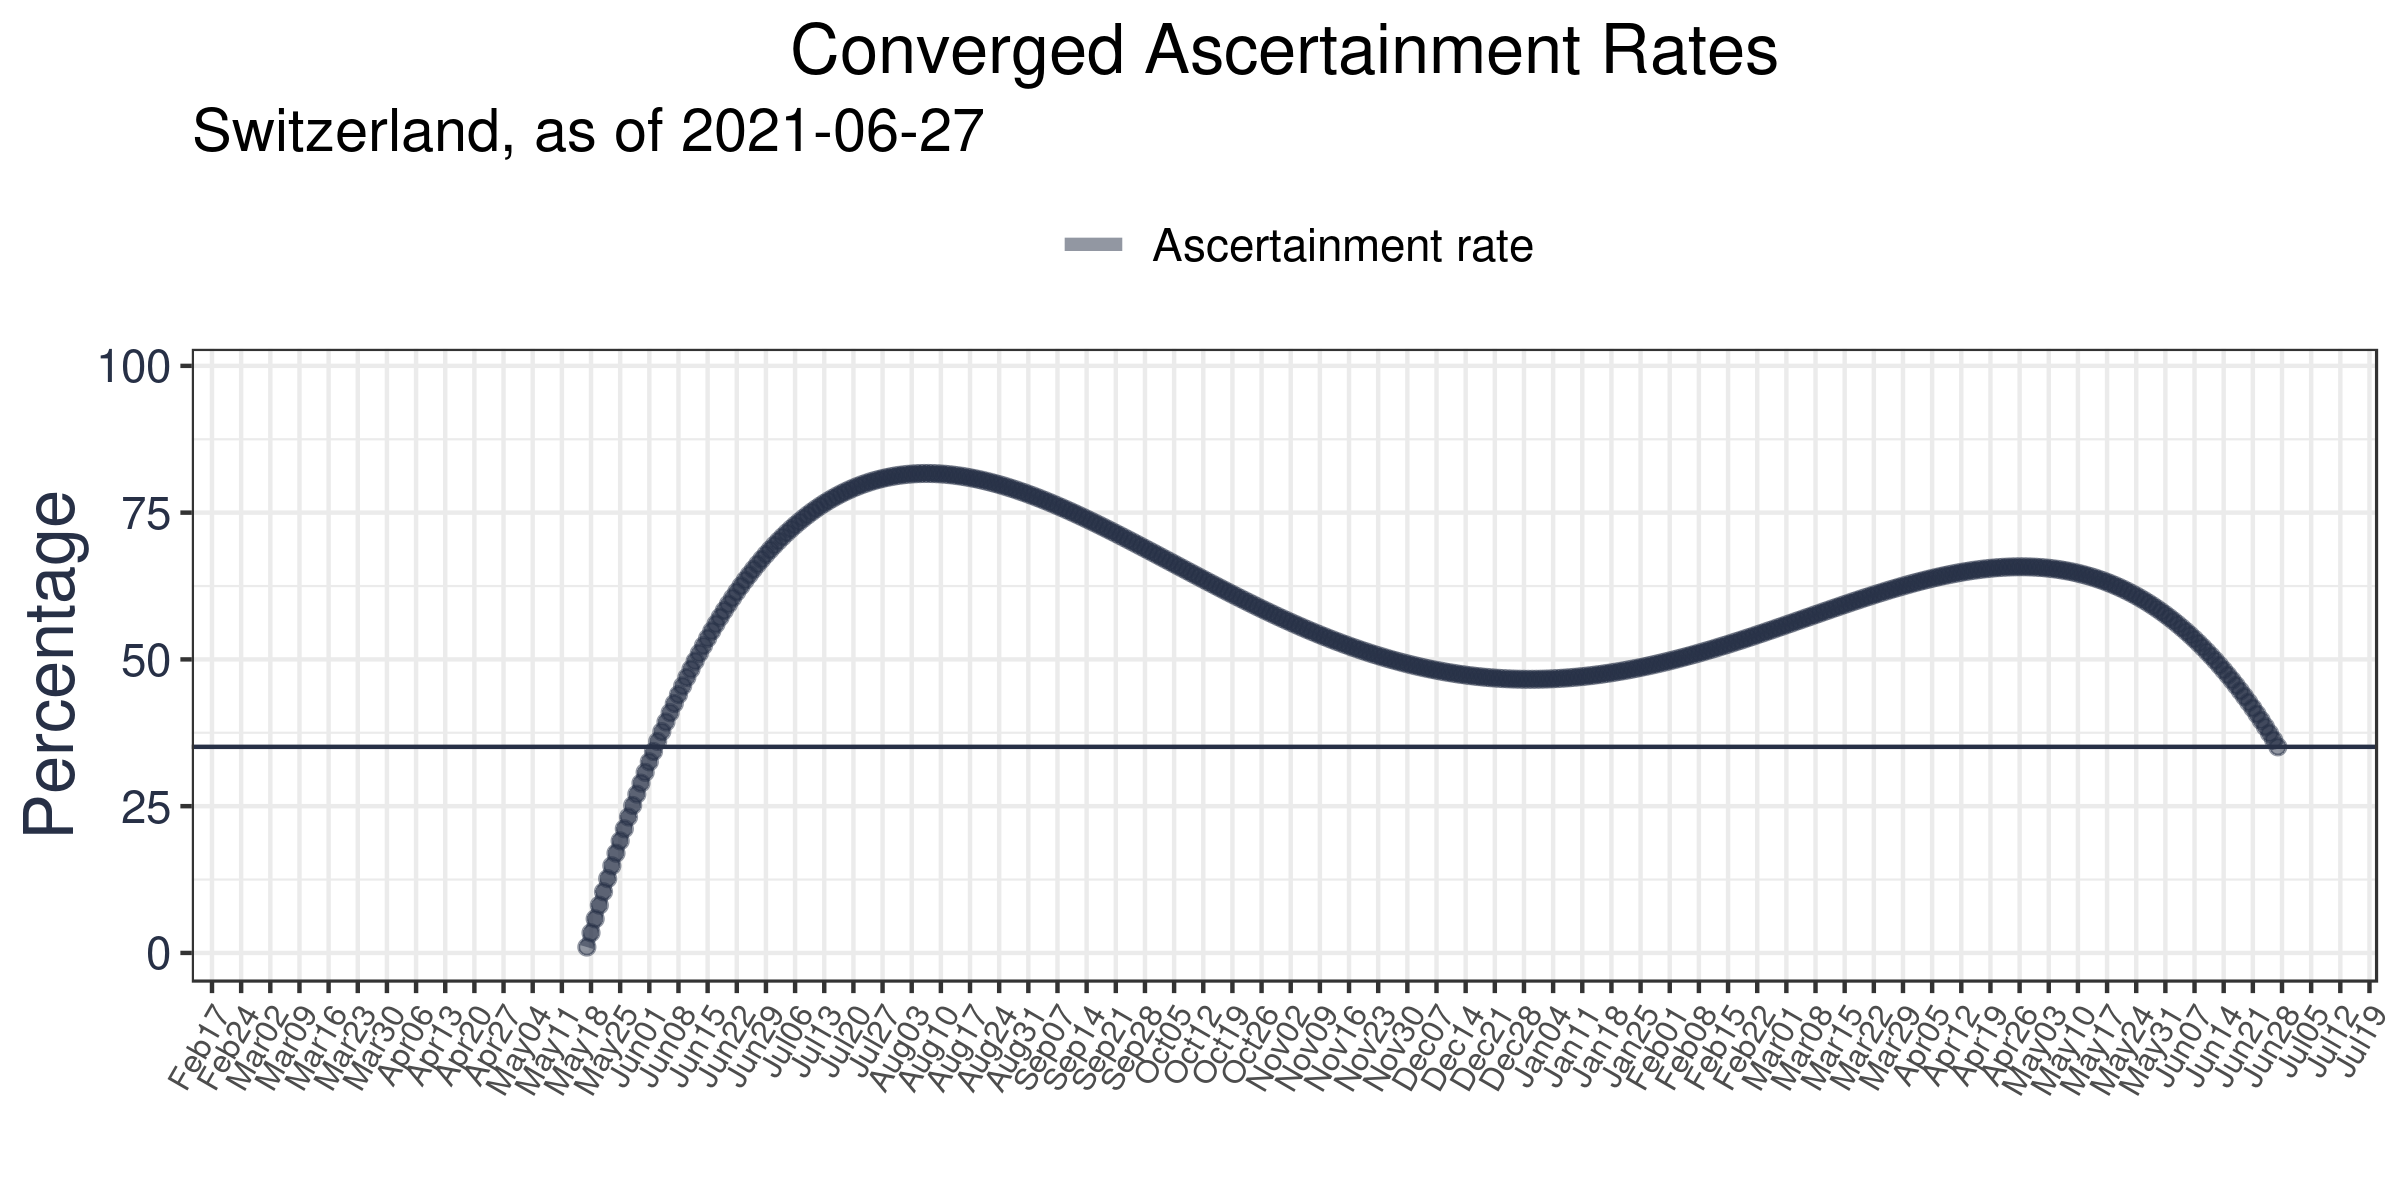 Converged Ascertainment Rates
Switzerland, as of 2021-06-27
Ascertainment rate
Percentage
100
75
50
25
0
Feb17
Feb24
Mar02
Mar09
Mar16
Mar23
Mar30
Apr06
Apr13
Apr20
Apr27
May04
May11
May18
May25
Jun01
Jun08
Jun15
Jun22
Jun29
Jul06
Jul13
Jul20
Jul27
Aug03
Aug10
Aug17
Aug24
Aug31
Sep07
Sep14
Sep21
Sep28
Oct05
Oct12
Oct19
Oct26
Nov02
Nov09
Nov16
Nov23
Nov30
Dec07
Dec14
Dec21
Dec28
Jan04
Jan11
Jan18
Jan25
Feb01
Feb08
Feb15
Feb22
Mar01
Mar08
Mar15
Mar22
Mar29
Apr05
Apr12
Apr19
Apr26
May03
May10
May17
May24
May31
Jun07
Jun14
Jun21
Jun28
Jul05
Jul12
Jul19